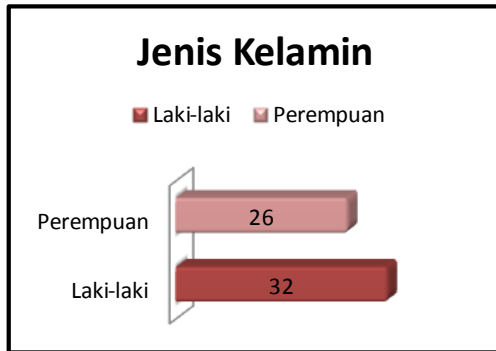 Jenis Kelamin
Laki-laki Perempuan
Perempuan 26
Laki-laki 32